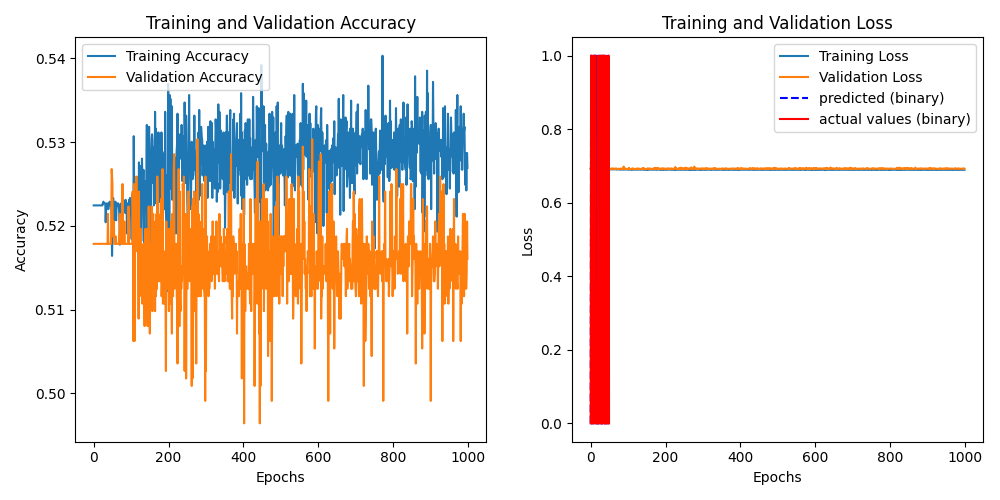 Training and Validation Accuracy
Training Accuracy
Validation Accuracy
0.54
0.53
0.52
0.51
0.50
Accuracy
0 200 400 600 800 1000
Epochs
Training and Validation Loss
Training Loss
Validation Loss
predicted (binary)
actual values (binary)
1.0
0.8
0.6
0.4
0.2
0.0
Loss
0 200 400 600 800 1000
Epochs